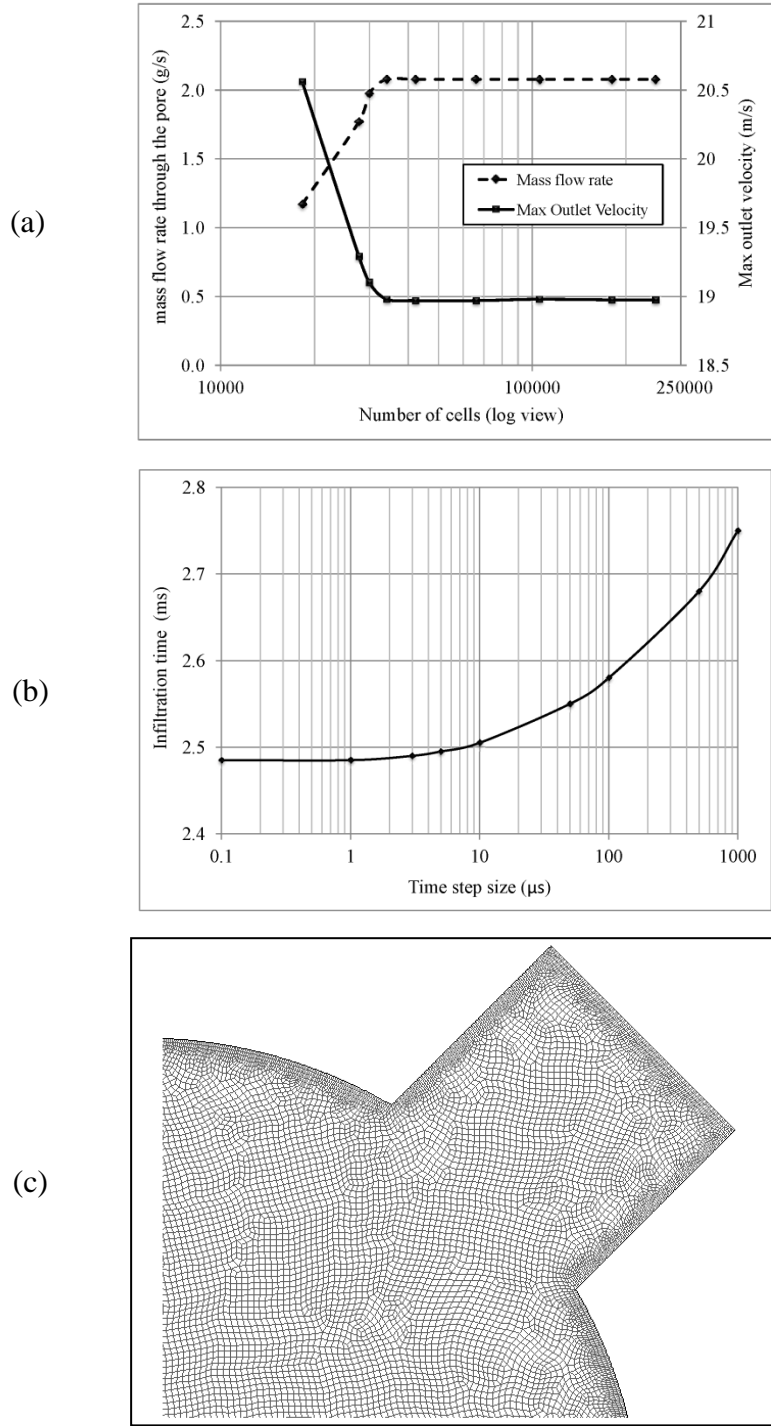 (a)
mass flow rate through the pore (g/s)
2.5
2.0
1.5
1.0
0.5
0.0
21
20.5
20
19.5
19
18.5
Max outlet velocity (m/s)
Mass flow rate
Max Outlet Velocity
10000
100000
250000
Number of cells (log view)
(b)
Infiltration time (ms)
2.8
2.7
2.6
2.5
2.4
0.1
1
10
100
1000
Time step size (μs)
(c)